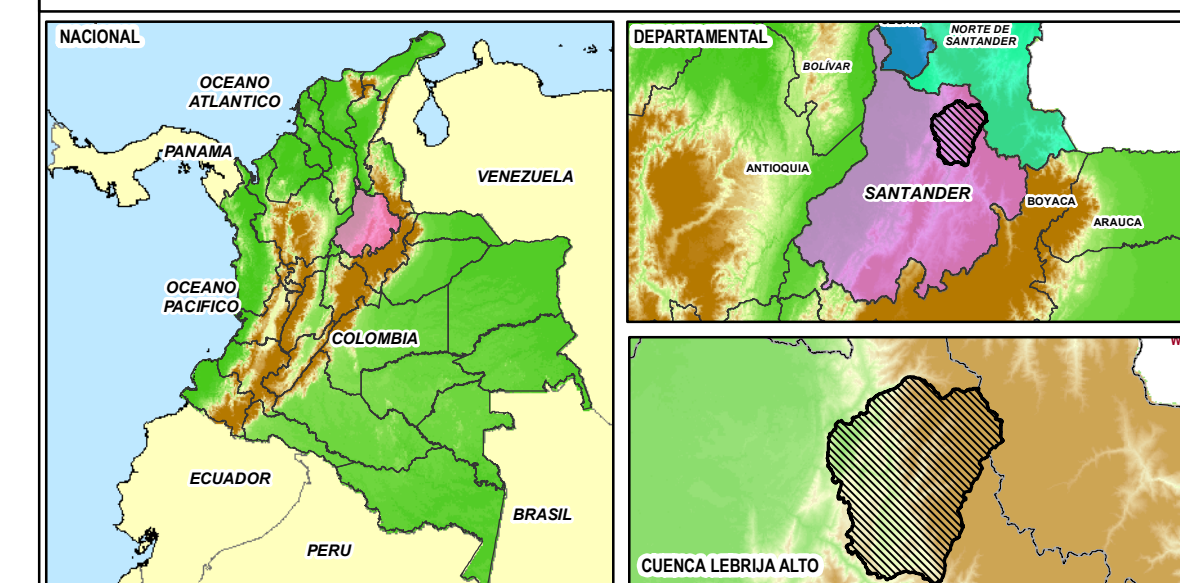 NACIONAL
OCEANO
ATLANTICO
PANAMA
VENEZUELA
OCEANO
PACIFICO
COLOMBIA
ECUADOR
BRASIL
PERU
DEPARTAMENTAL
NORTE DE
SANTANDER
BOLÍVAR
ANTIOQUIA
SANTANDER
BOYACA
ARAUCA
CUENCA LEBRIJA ALTO